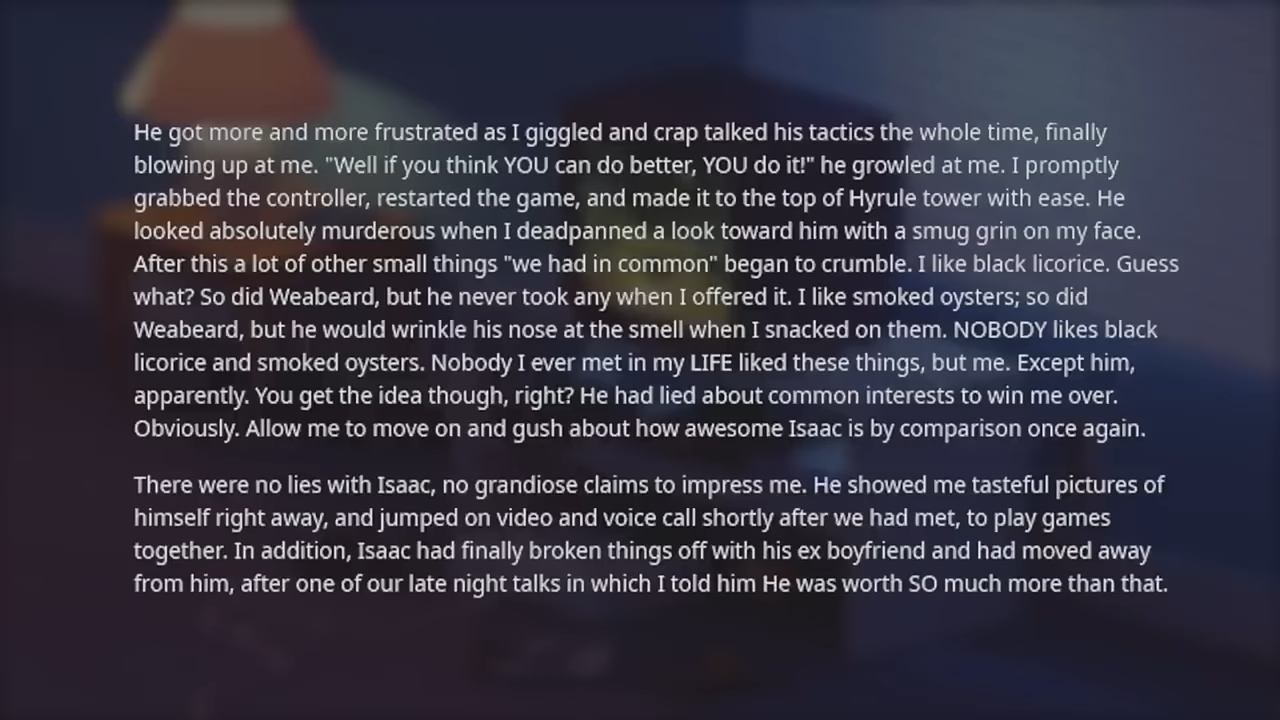 He got more and more frustrated as I giggled and crap talked his tactics the whole time, finally
blowing up at me. "Well if you think YOU can do better, YOU do it!" he growled at me. I promptly
grabbed the controller, restarted the game, and made it to the top of Hyrule tower with ease. He
looked absolutely murderous when I deadpanned a look toward him with a smug grin on my face.
After this a lot of other small things "we had in common" began to crumble. I like black licorice. Guess
what? So did Weabeard, but he never took any when I offered it. I like smoked oysters; so did
Weabeard, but he would wrinkle his nose at the smell when I snacked on them. NOBODY likes black
licorice and smoked oysters. Nobody I ever met in my LIFE liked these things, but me. Except him,
apparently. You get the idea though, right? He had lied about common interests to win me over.
Obviously. Allow me to move on and gush about how awesome Isaac is by comparison once again.
There were no lies with Isaac, no grandiose claims to impress me. He showed me tasteful pictures of
himself right away, and jumped on video and voice call shortly after we had met, to play games
together. In addition, Isaac had finally broken things off with his ex boyfriend and had moved away
from him, after one of our late night talks in which I told him He was worth SO much more than that.